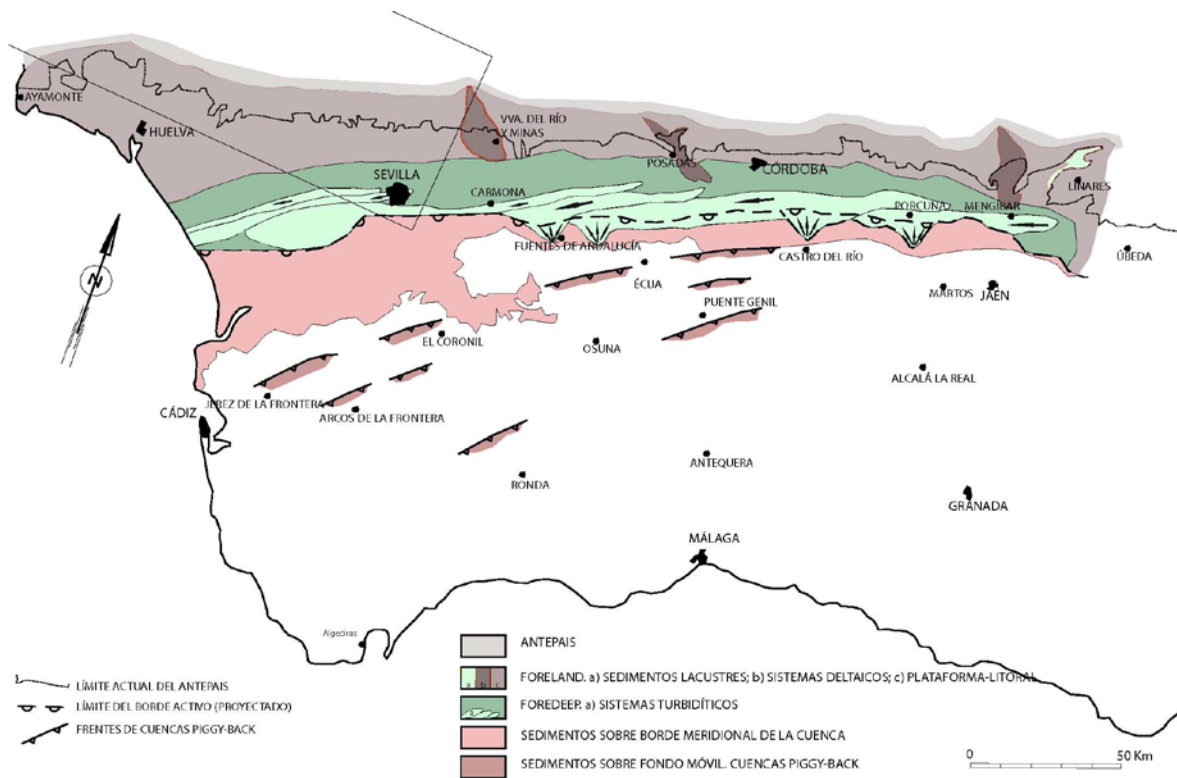 AYAMONTE
HUELVA
VVA. DEL RÍO
Y MINAS
POSADAS
CÓRDOBA
LINARES
SEVILLA
CARMONA
PORCUNA
MENGIBAR
FUENTES DE ANDALUCÍA
CASTRO DEL RÍO
ÚBEDA
ÉCIJA
PUENTE GENIL
MARTOS
JAÉN
EL CORONIL
OSUNA
ALCALÁ LA REAL
JEREZ DE LA FRONTERA
CÁDIZ
ARCOS DE LA FRONTERA
N
RONDA
ANTEQUERA
GRANADA
MÁLAGA
Algeciras
ANTEPAIS
a b c
FORELAND. a) SEDIMENTOS LACUSTRES; b) SISTEMAS DELTAICOS; c) PLATAFORMA-LITORAL
FOREDEEP. a) SISTEMAS TURBIDÍTICOS
SEDIMENTOS SOBRE BORDE MERIDIONAL DE LA CUENCA
SEDIMENTOS SOBRE FONDO MÓVIL. CUENCAS PIGGY-BACK
LÍMITE ACTUAL DEL ANTEPAIS
LÍMITE DEL BORDE ACTIVO (PROYECTADO)
FRENTES DE CUENCAS PIGGY-BACK
0 50 Km